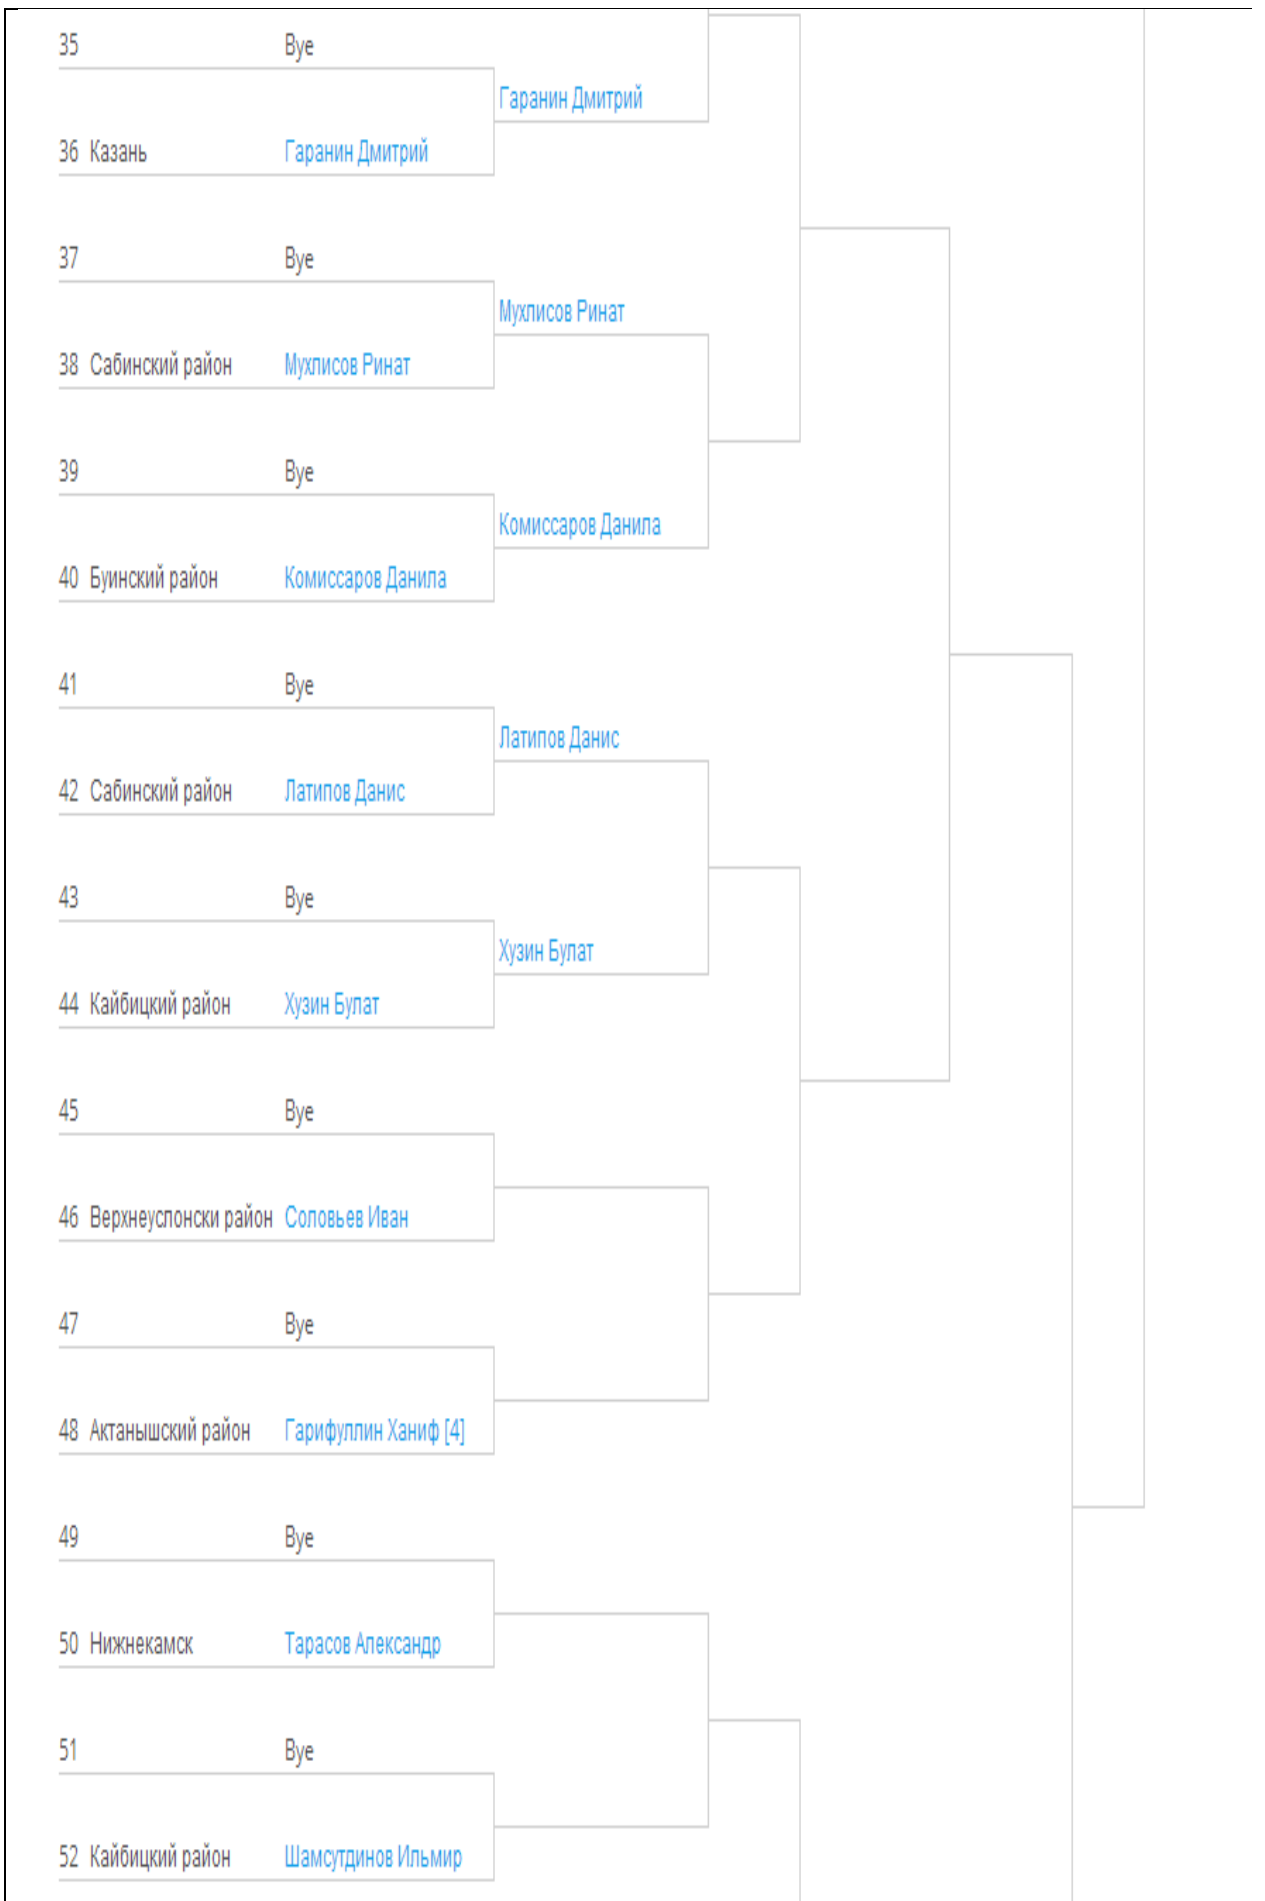 35 Bye
Гаранин Дмитрий
36 Казань Гаранин Дмитрий
37 Bye
Мухлисов Ринат
38 Сабинский район Мухлисов Ринат
39 Bye
Комиссаров Данила
40 Буинский район Комиссаров Данила
41 Bye
Латипов Данис
42 Сабинский район Латипов Данис
43 Bye
Хузин Булат
44 Кайбицкий район Хузин Булат
45 Bye
46 Верхнеуслонски район Соловьев Иван
47 Bye
48 Актанышский район Гарифуллин Ханиф [4]
49 Bye
50 Нижнекамск Тарасов Александр
51 Bye
52 Кайбицкий район Шамсутдинов Ильмир